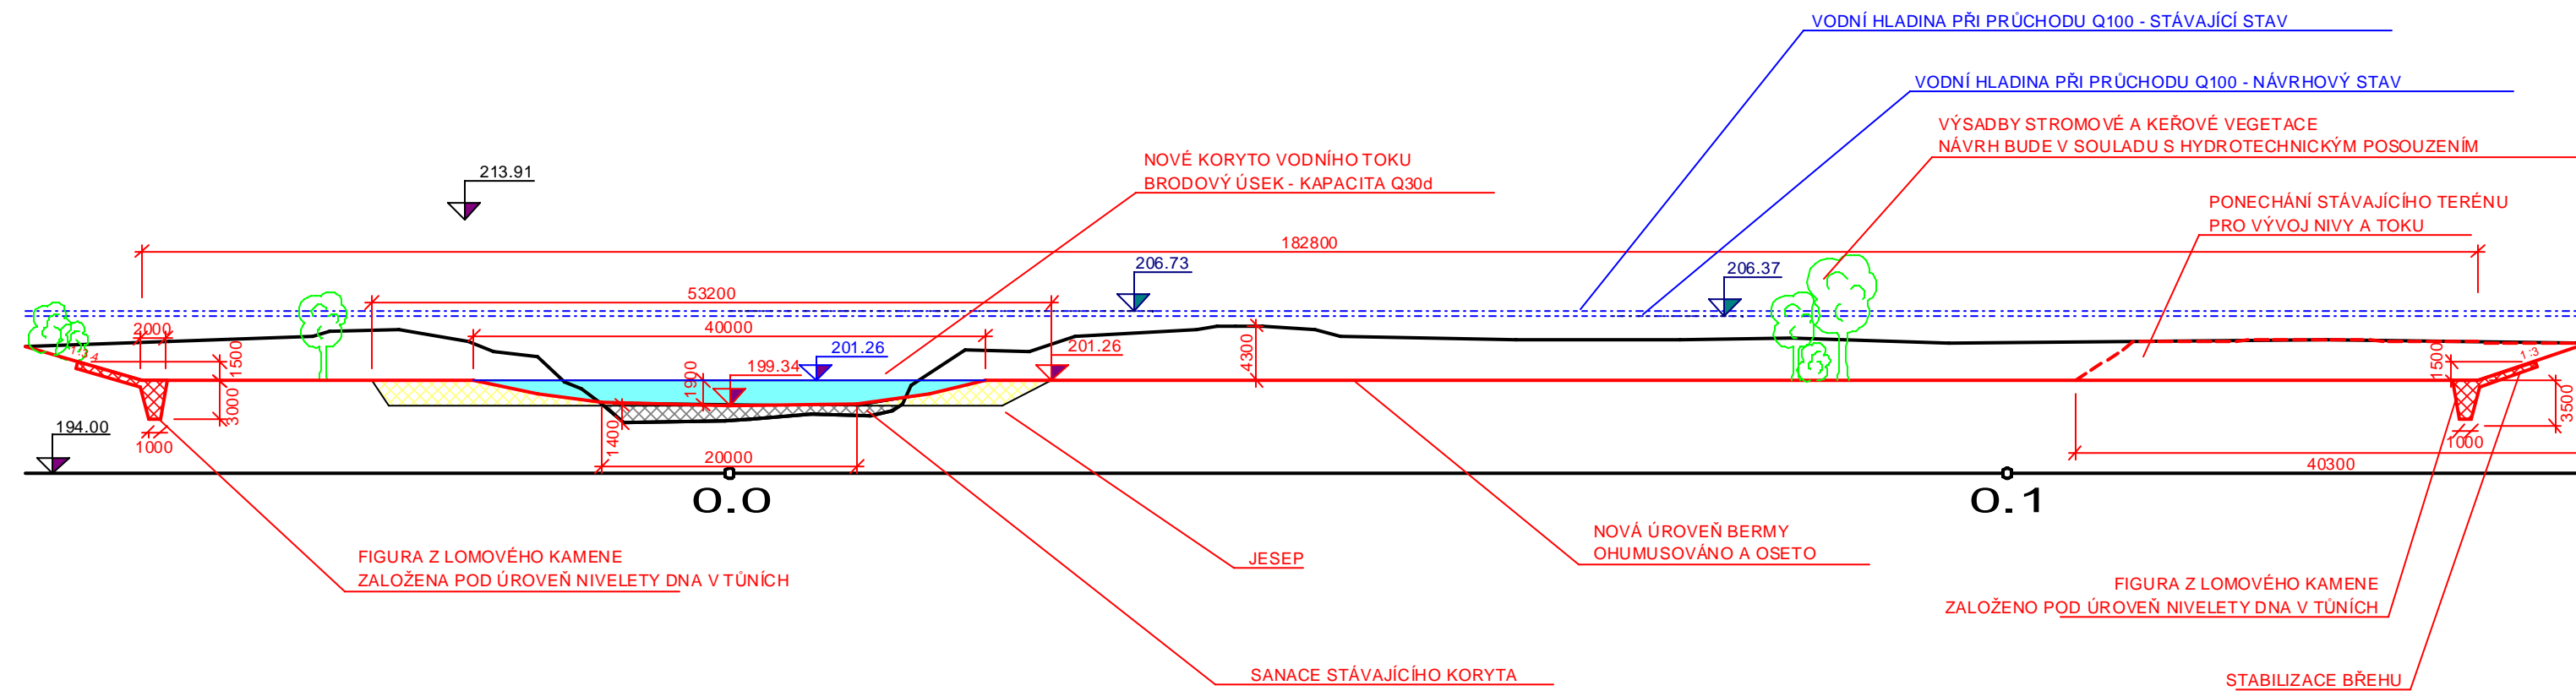 VODNÍ HLADINA PŘI PRŮCHODU Q100 - STÁVAJÍCÍ STAV
VODNÍ HLADINA PŘI PRŮCHODU Q100 - NÁVRHOVÝ STAV
VÝSADBY STROMOVÉ A KEŘOVÉ VEGETACE
NÁVRH BUDE V SOULADU S HYDROTECHNICKÝM POSOUZENÍM
NOVÉ KORYTO VODNÍHO TOKU
BRODOVÝ ÚSEK - KAPACITA Q30d
213.91
PONECHÁNÍ STÁVAJÍCÍHO TERÉNU
PRO VÝVOJ NIVY A TOKU
182800
206.73
206.37
53200
2000
40000
201.26
201.26
1:3
1500
199.34
1900
4300
1500
1:3
3000
3500
194.00
1000
1400
20000
1000
40300
0.0
0.1
NOVÁ ÚROVEŇ BERMY
OHUMUSOVÁNO A OSETO
FIGURA Z LOMOVÉHO KAMENE
ZALOŽENA POD ÚROVEŇ NIVELETY DNA V TŮNÍCH
JESEP
FIGURA Z LOMOVÉHO KAMENE
ZALOŽENO POD ÚROVEŇ NIVELETY DNA V TŮNÍCH
SANACE STÁVAJÍCÍHO KORYTA
STABILIZACE BŘEHU